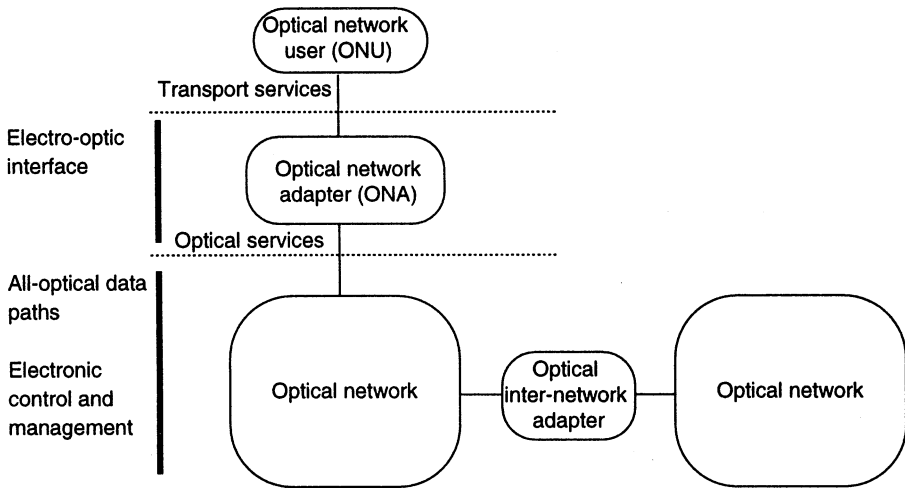 Optical network
user (ONU)
Transport services
Electro-optic
interface
Optical network
adapter (ONA)
Optical services
All-optical data
paths
Electronic
control and
management
Optical network
Optical
inter-network
adapter
Optical network